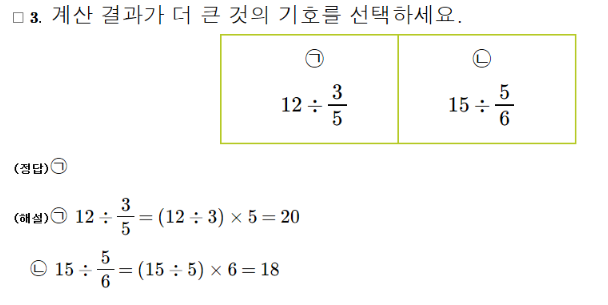 □ 3. 계산 결과가 더 큰 것의 기호를 선택하세요.
㉠ ㉡
12 ÷ 3/5 15 ÷ 5/6
(정답) ㉠
(해설) ㉠ 12 ÷ 3/5 = (12 ÷ 3) × 5 = 20
㉡ 15 ÷ 5/6 = (15 ÷ 5) × 6 = 18